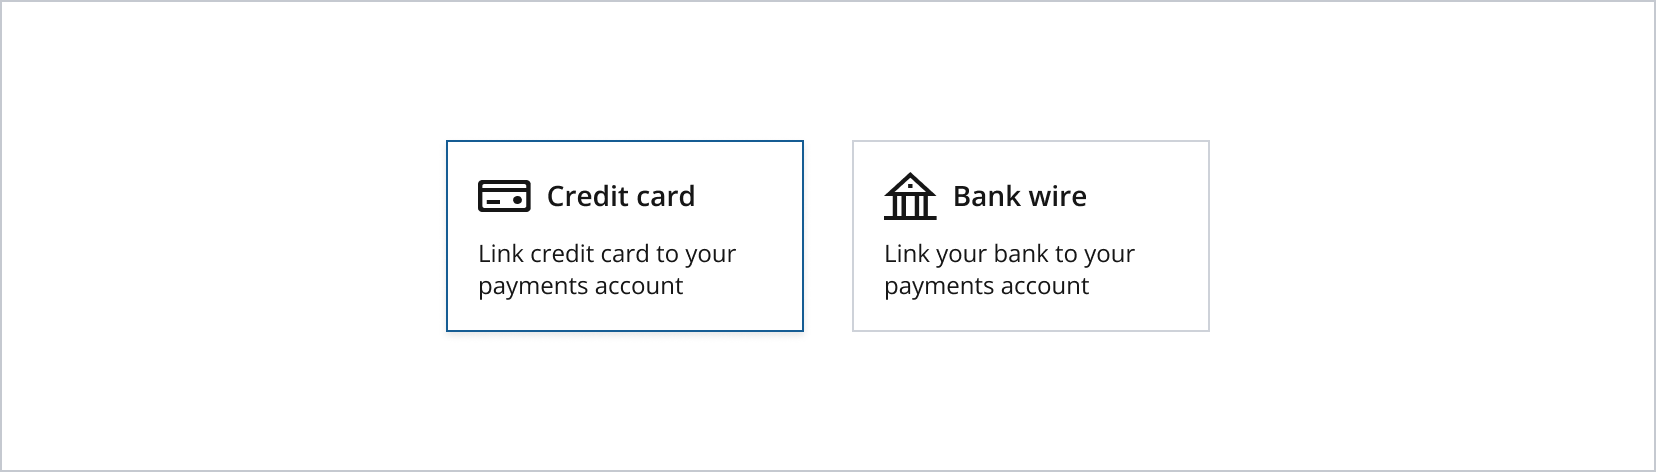 Credit card
Link credit card to your
payments account
Bank wire
Link your bank to your
payments account